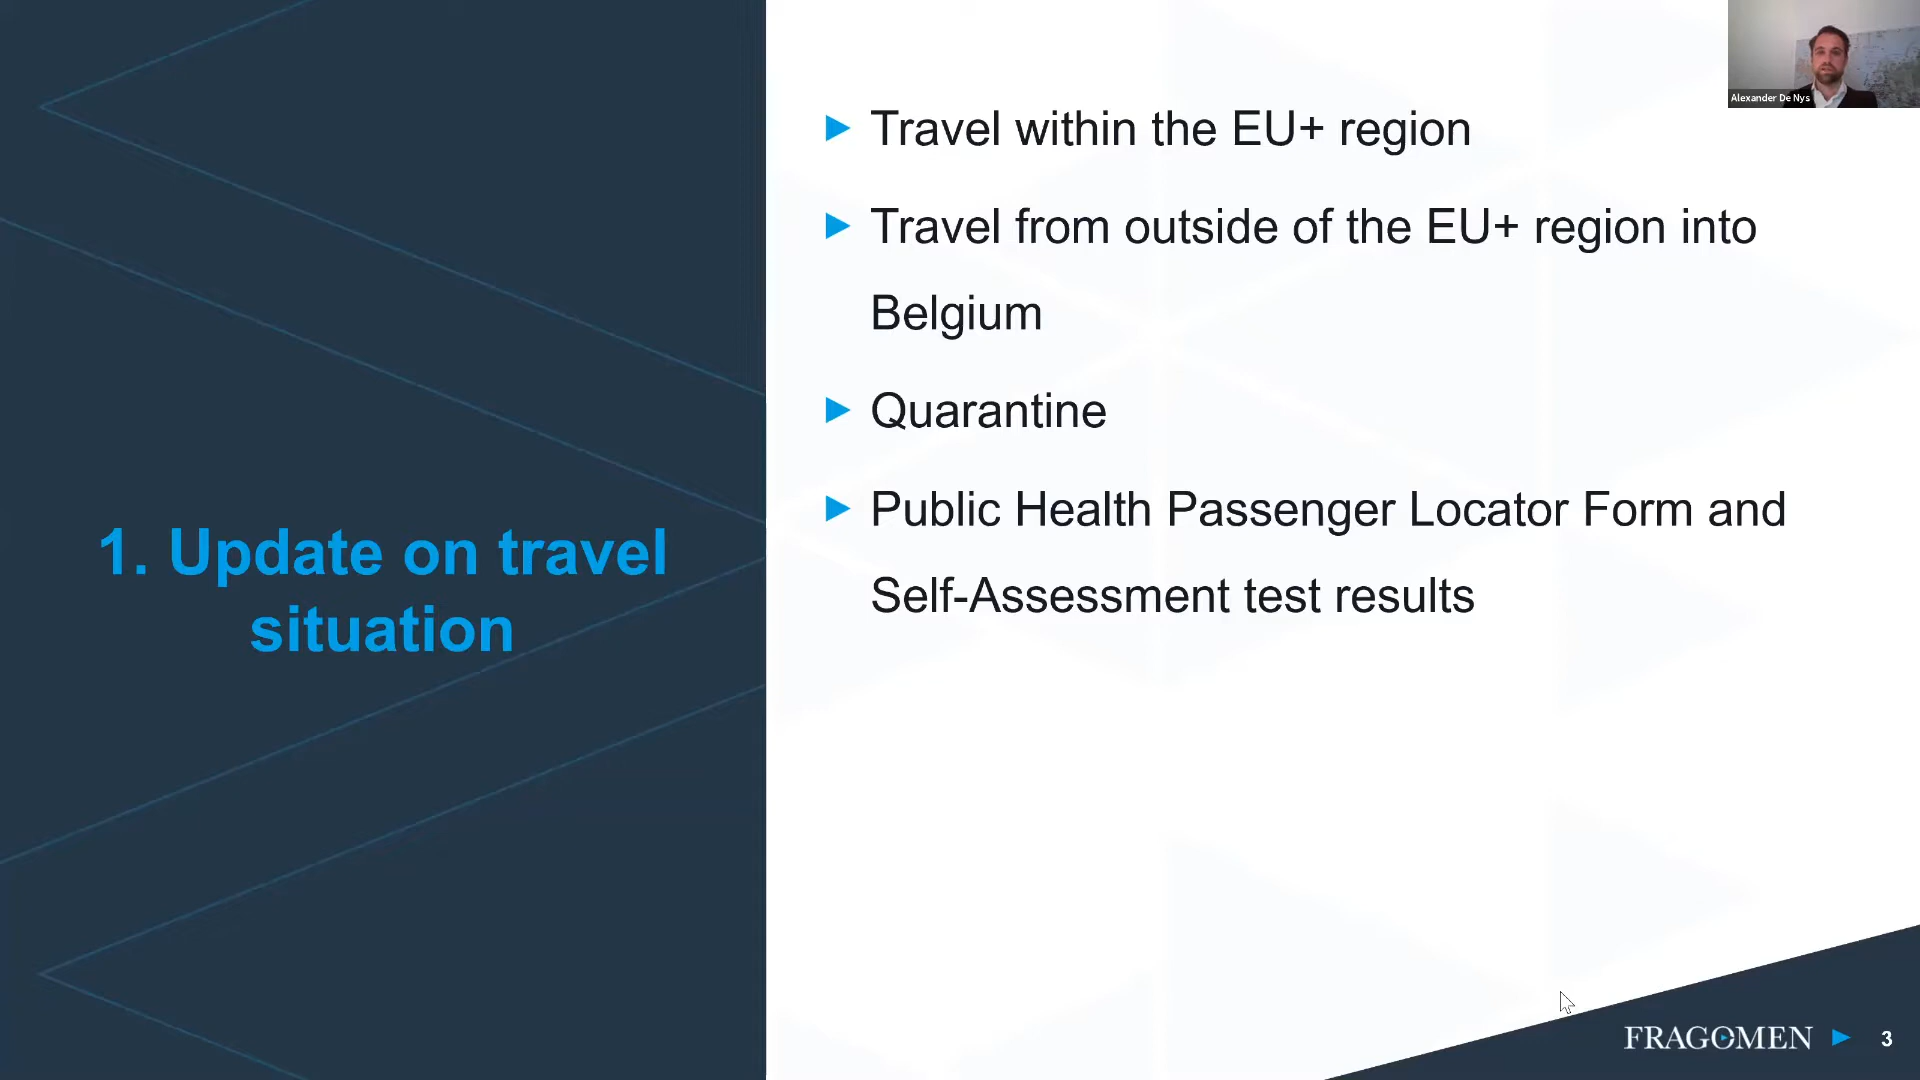 1. Update on travel
situation
Travel within the EU+ region
Travel from outside of the EU+ region into
Belgium
Quarantine
Public Health Passenger Locator Form and
Self-Assessment test results
Alexander De Nys
FRAGOMEN
3